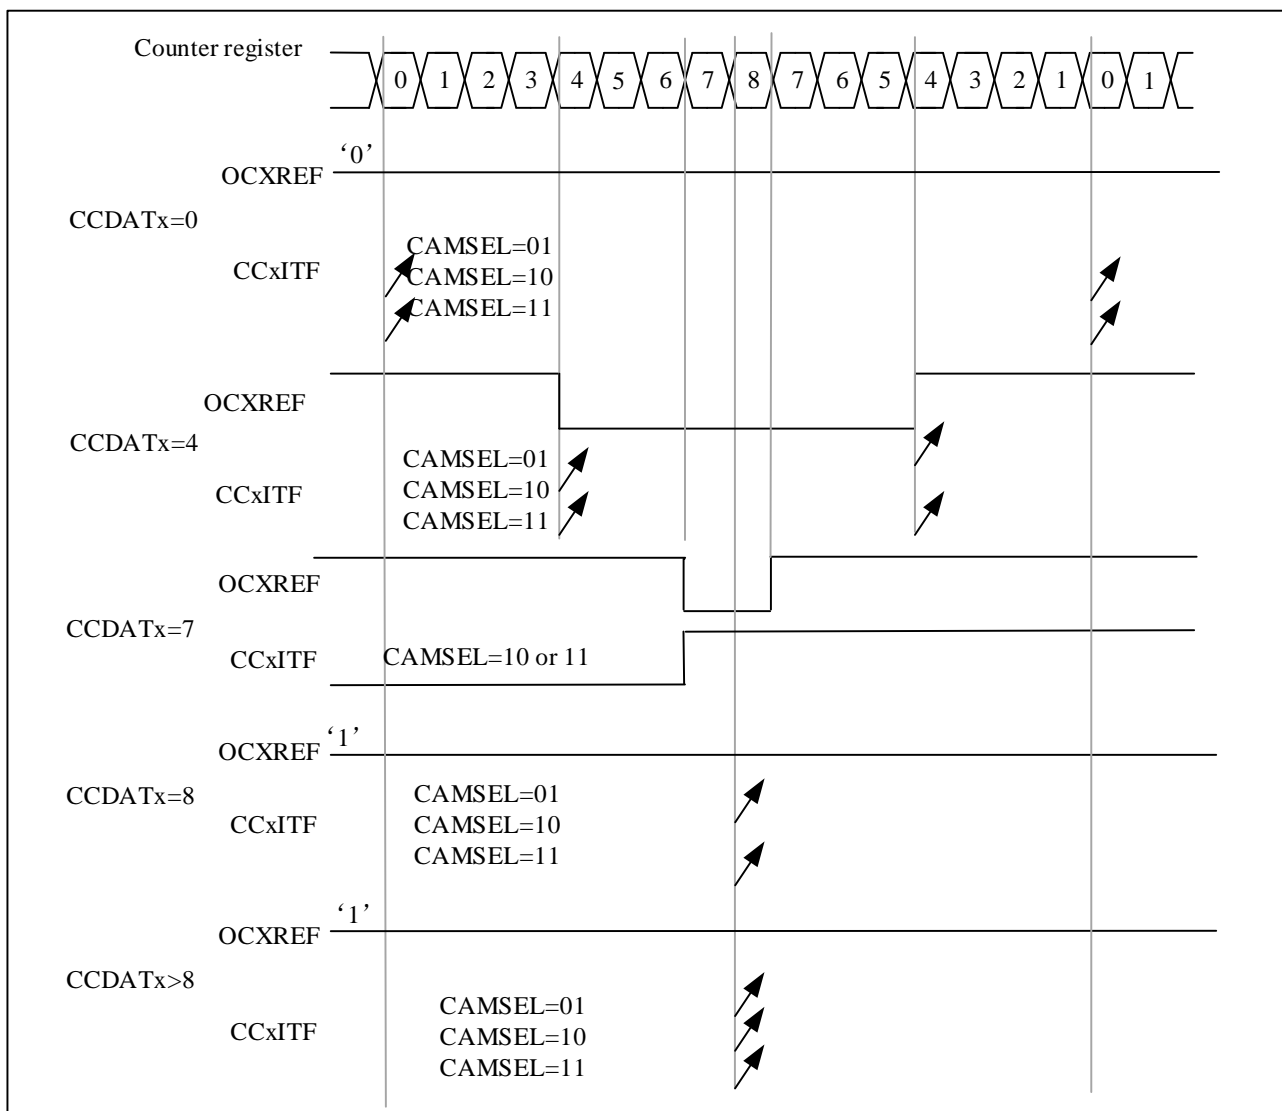 Counter register
0 1 2 3 4 5 6 7 8 7 6 5 4 3 2 1 0 1
‘0’
OCXREF
CCDATx=0
CAMSEL=01
CCxITF
CAMSEL=10
CAMSEL=11
OCXREF
CCDATx=4
CAMSEL=01
CCxITF
CAMSEL=10
CAMSEL=11
OCXREF
CCDATx=7
CCxITF
CAMSEL=10 or 11
‘1’
OCXREF
CCDATx=8
CAMSEL=01
CCxITF
CAMSEL=10
CAMSEL=11
‘1’
OCXREF
CCDATx>8
CAMSEL=01
CCxITF
CAMSEL=10
CAMSEL=11